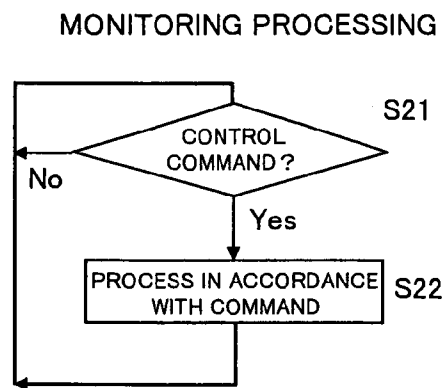 MONITORING PROCESSING
S21
CONTROL
COMMAND?
No
Yes
PROCESS IN ACCORDANCE
WITH COMMAND
S22